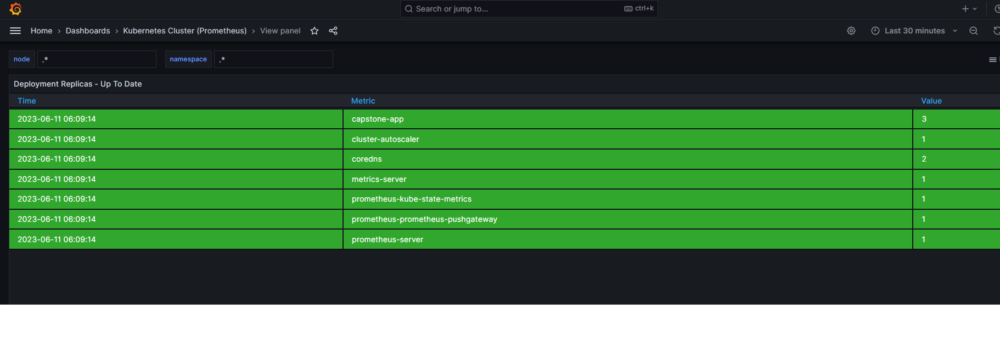 Search or jump to... ctrl+k
Home › Dashboards › Kubernetes Cluster (Prometheus) › View panel Last 30 minutes
node .* namespace .*
Deployment Replicas - Up To Date
Time Metric Value
2023-06-11 06:09:14 capstone-app 3
2023-06-11 06:09:14 cluster-autoscaler 1
2023-06-11 06:09:14 coredns 2
2023-06-11 06:09:14 metrics-server 1
2023-06-11 06:09:14 prometheus-kube-state-metrics 1
2023-06-11 06:09:14 prometheus-prometheus-pushgateway 1
2023-06-11 06:09:14 prometheus-server 1